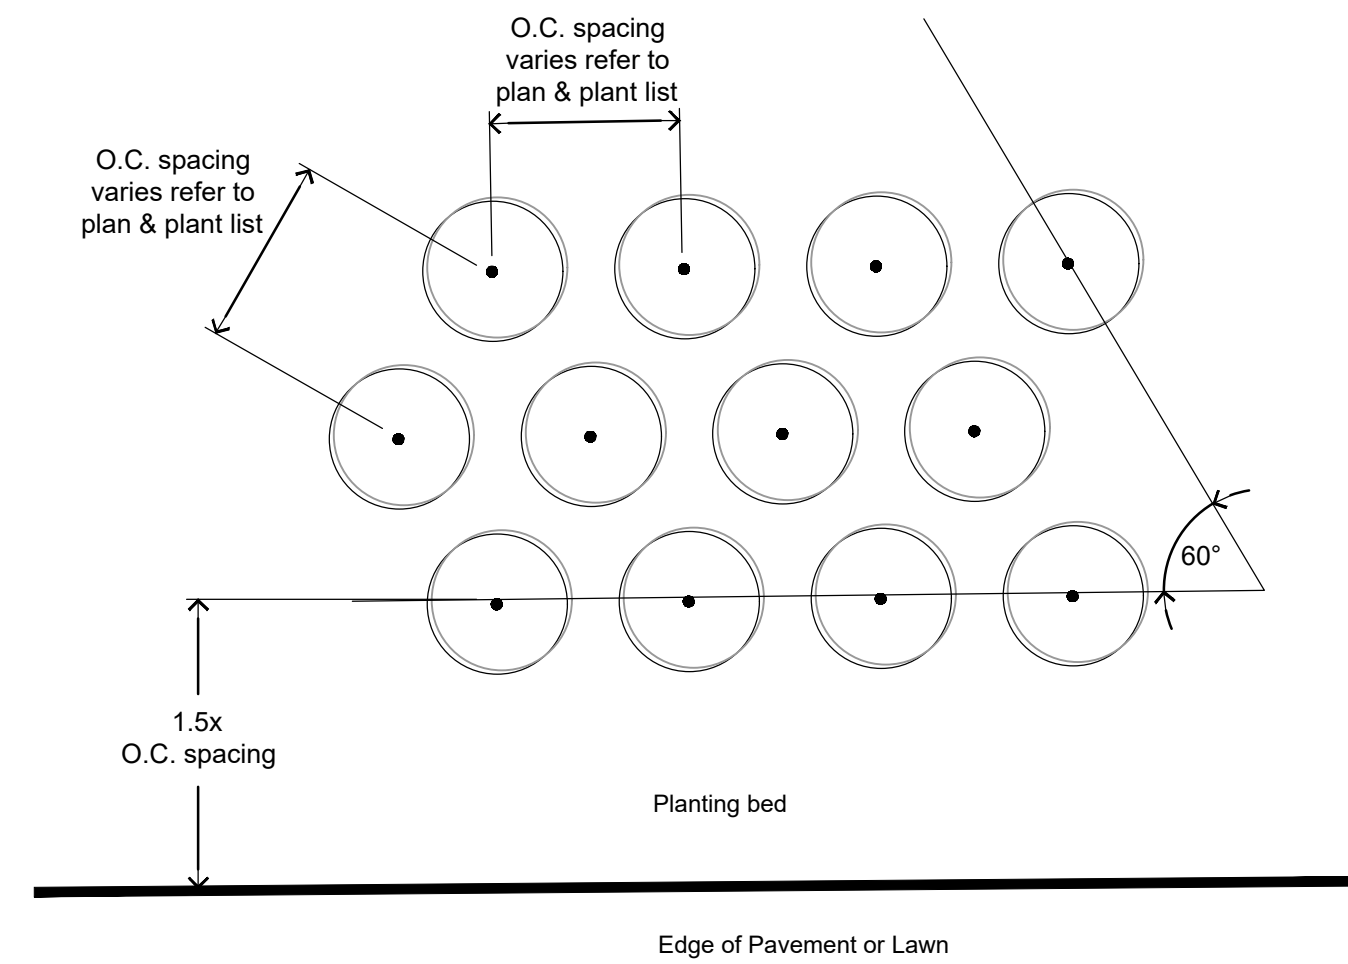 O.C. spacing
varies refer to
plan & plant list
O.C. spacing
varies refer to
plan & plant list
60°
1.5x
O.C. spacing
Planting bed
Edge of Pavement or Lawn